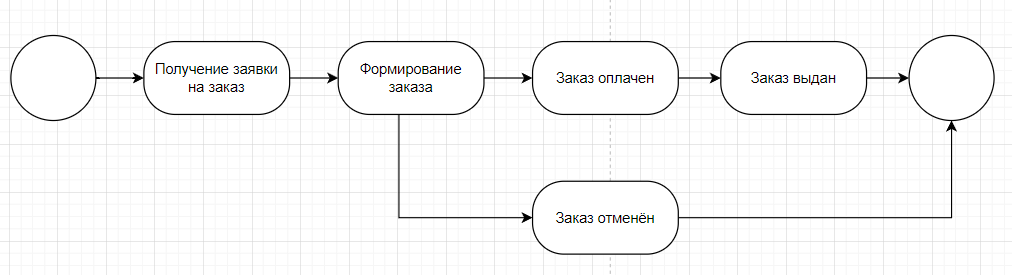 Получение заявки
на заказ
Формирование
заказа
Заказ оплачен
Заказ выдан
Заказ отменён